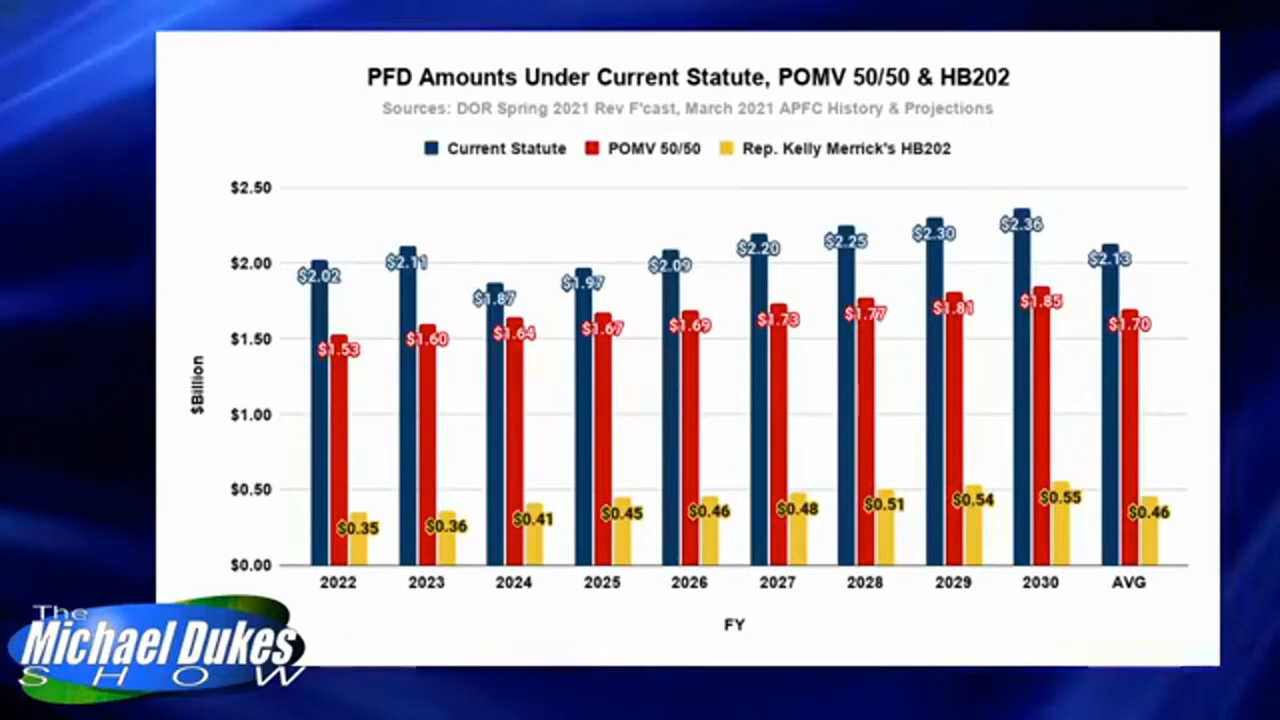 PFD Amounts Under Current Statute, POMV 50/50 & HB202
Sources: DOR Spring 2021 Rev F'cast, March 2021 APFC History & Projections
Current Statute POMV 50/50 Rep. Kelly Merrick's HB202
$2.50
$2.00
$1.50
$1.00
$0.50
$0.00
$Billion
$2.02 $1.53 $0.35
$2.11 $1.60 $0.36
$1.87 $1.64 $0.41
$1.97 $1.67 $0.45
$2.09 $1.69 $0.46
$2.20 $1.73 $0.48
$2.25 $1.77 $0.51
$2.30 $1.81 $0.54
$2.36 $1.85 $0.55
$2.13 $1.70 $0.46
2022 2023 2024 2025 2026 2027 2028 2029 2030 AVG
FY
The
Michael Dukes
SHOW